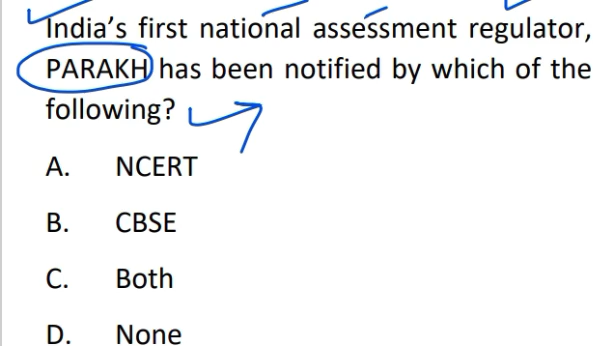 India’s first national assessment regulator,
PARAKH has been notified by which of the
following?
A. NCERT
B. CBSE
C. Both
D. None